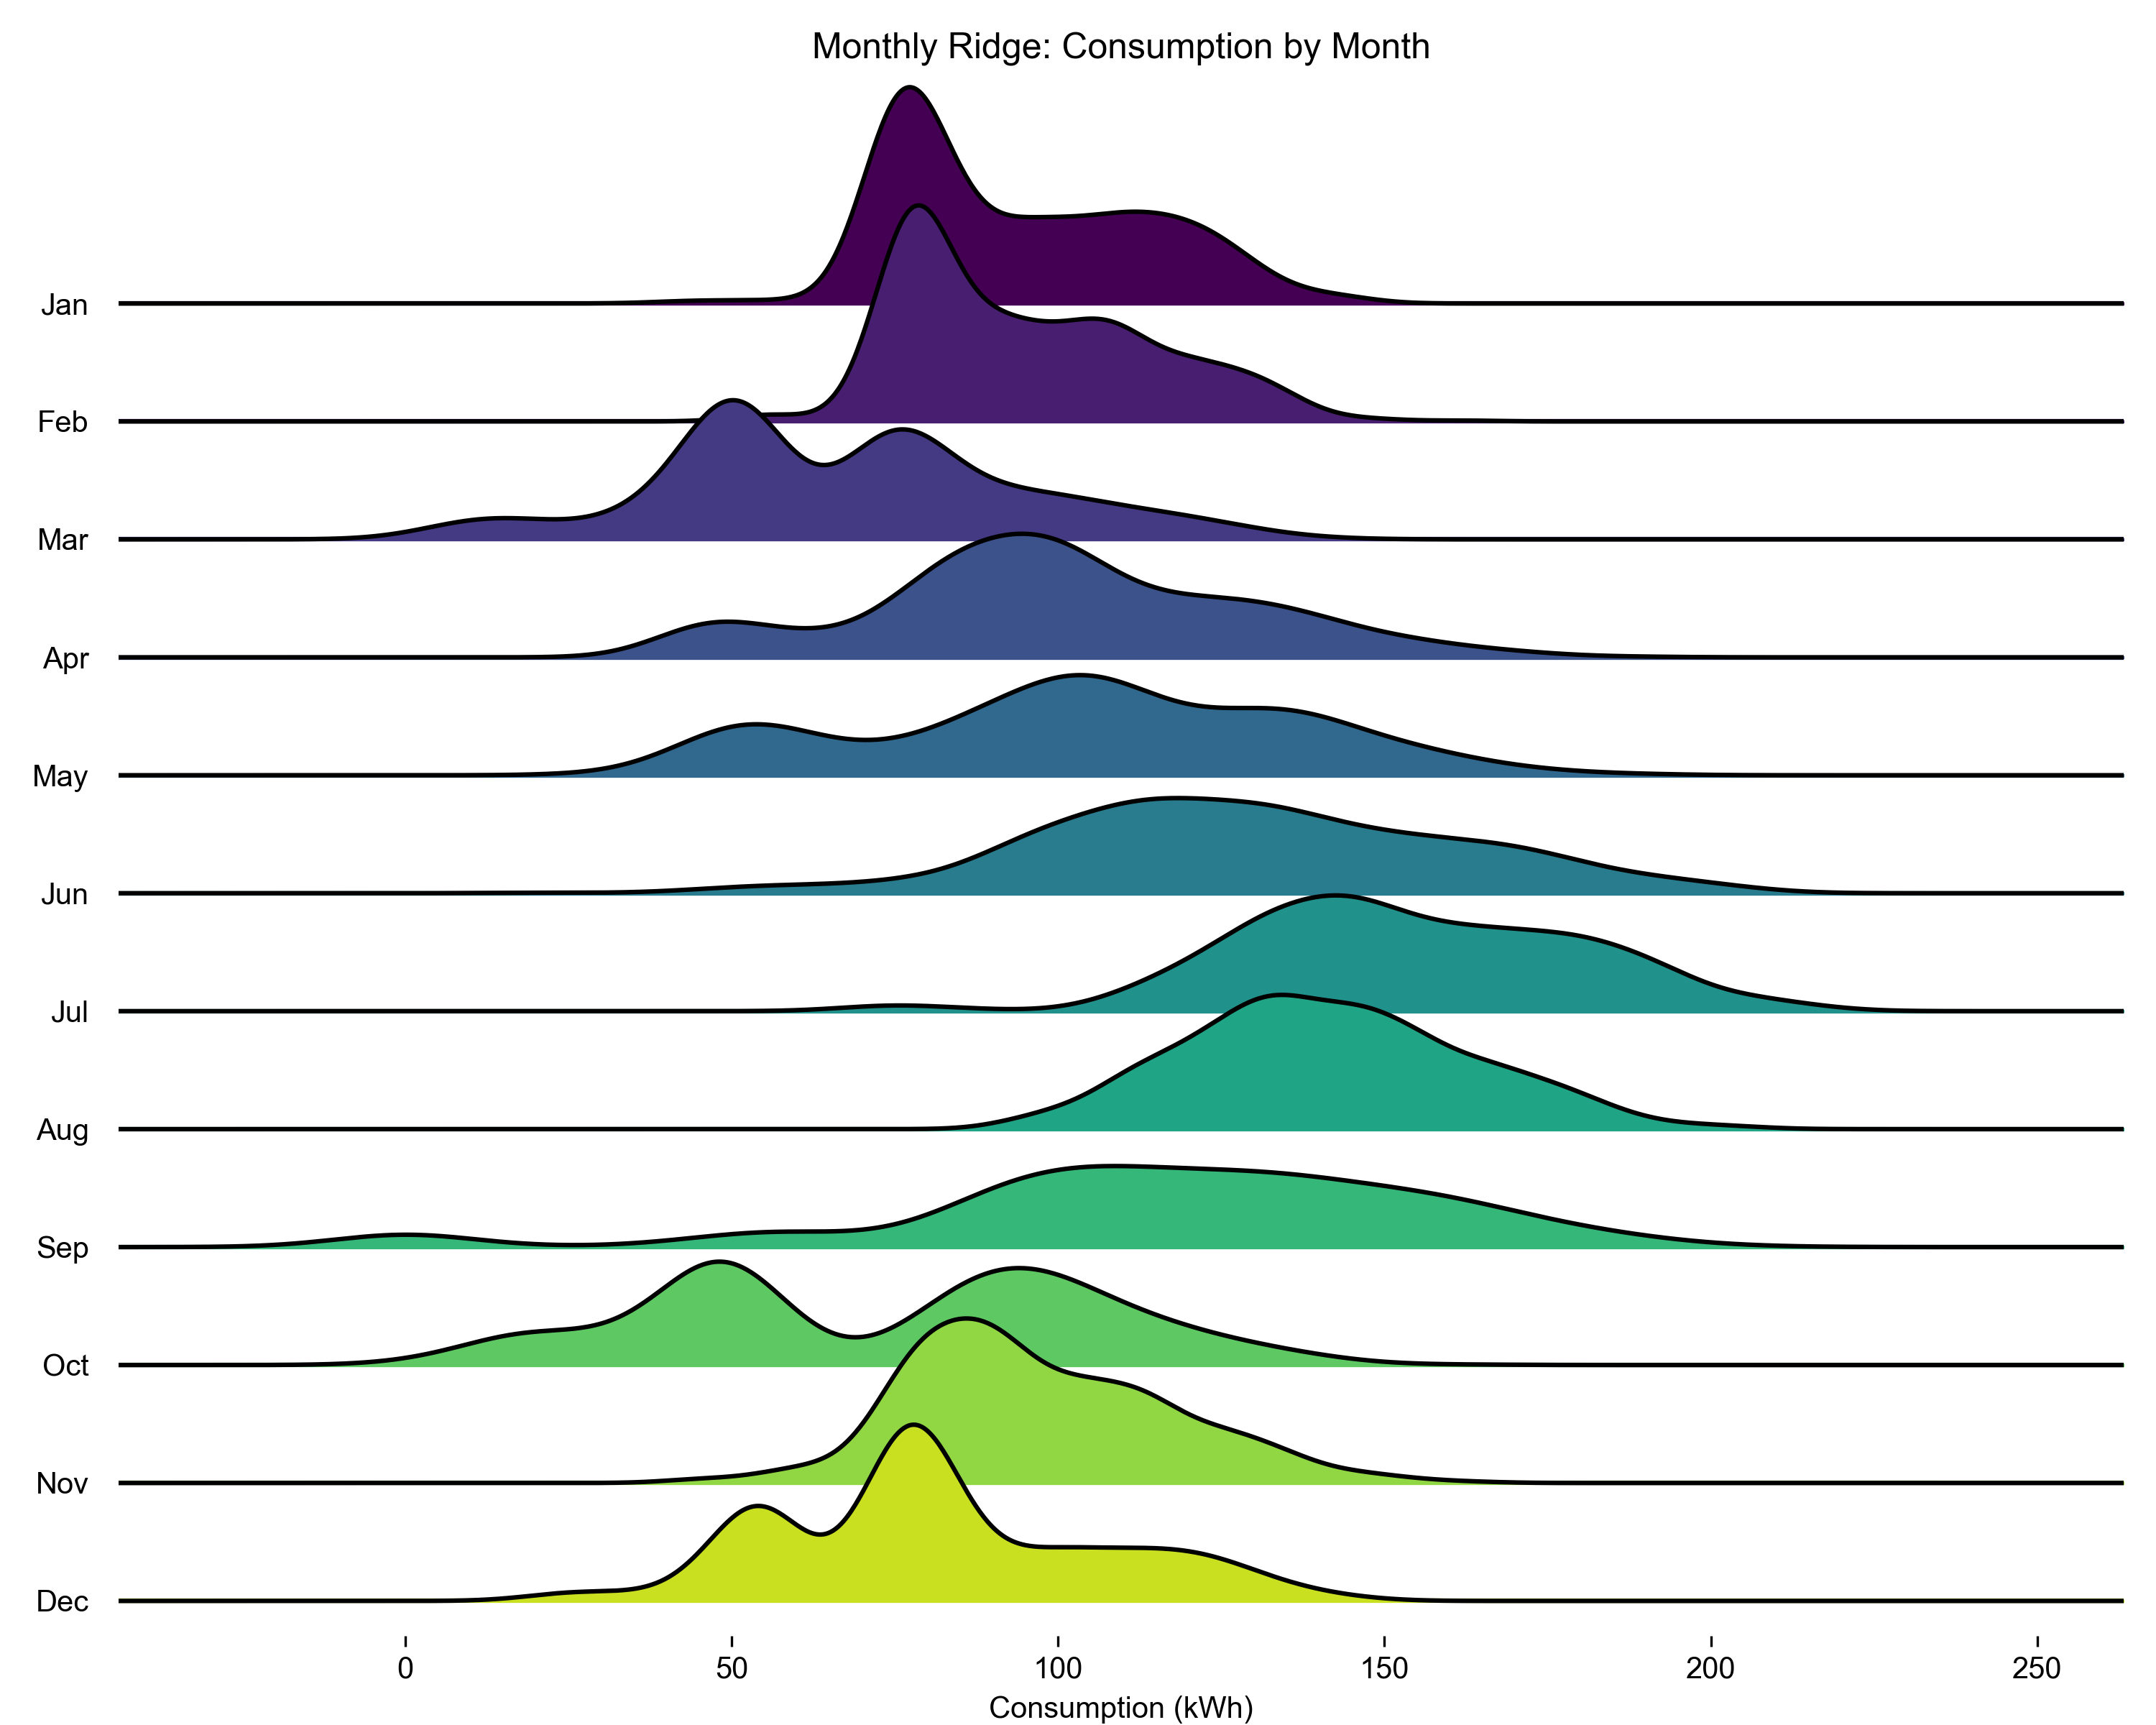 Monthly Ridge: Consumption by Month
Jan
Feb
Mar
Apr
May
Jun
Jul
Aug
Sep
Oct
Nov
Dec
0 50 100 150 200 250
Consumption (kWh)